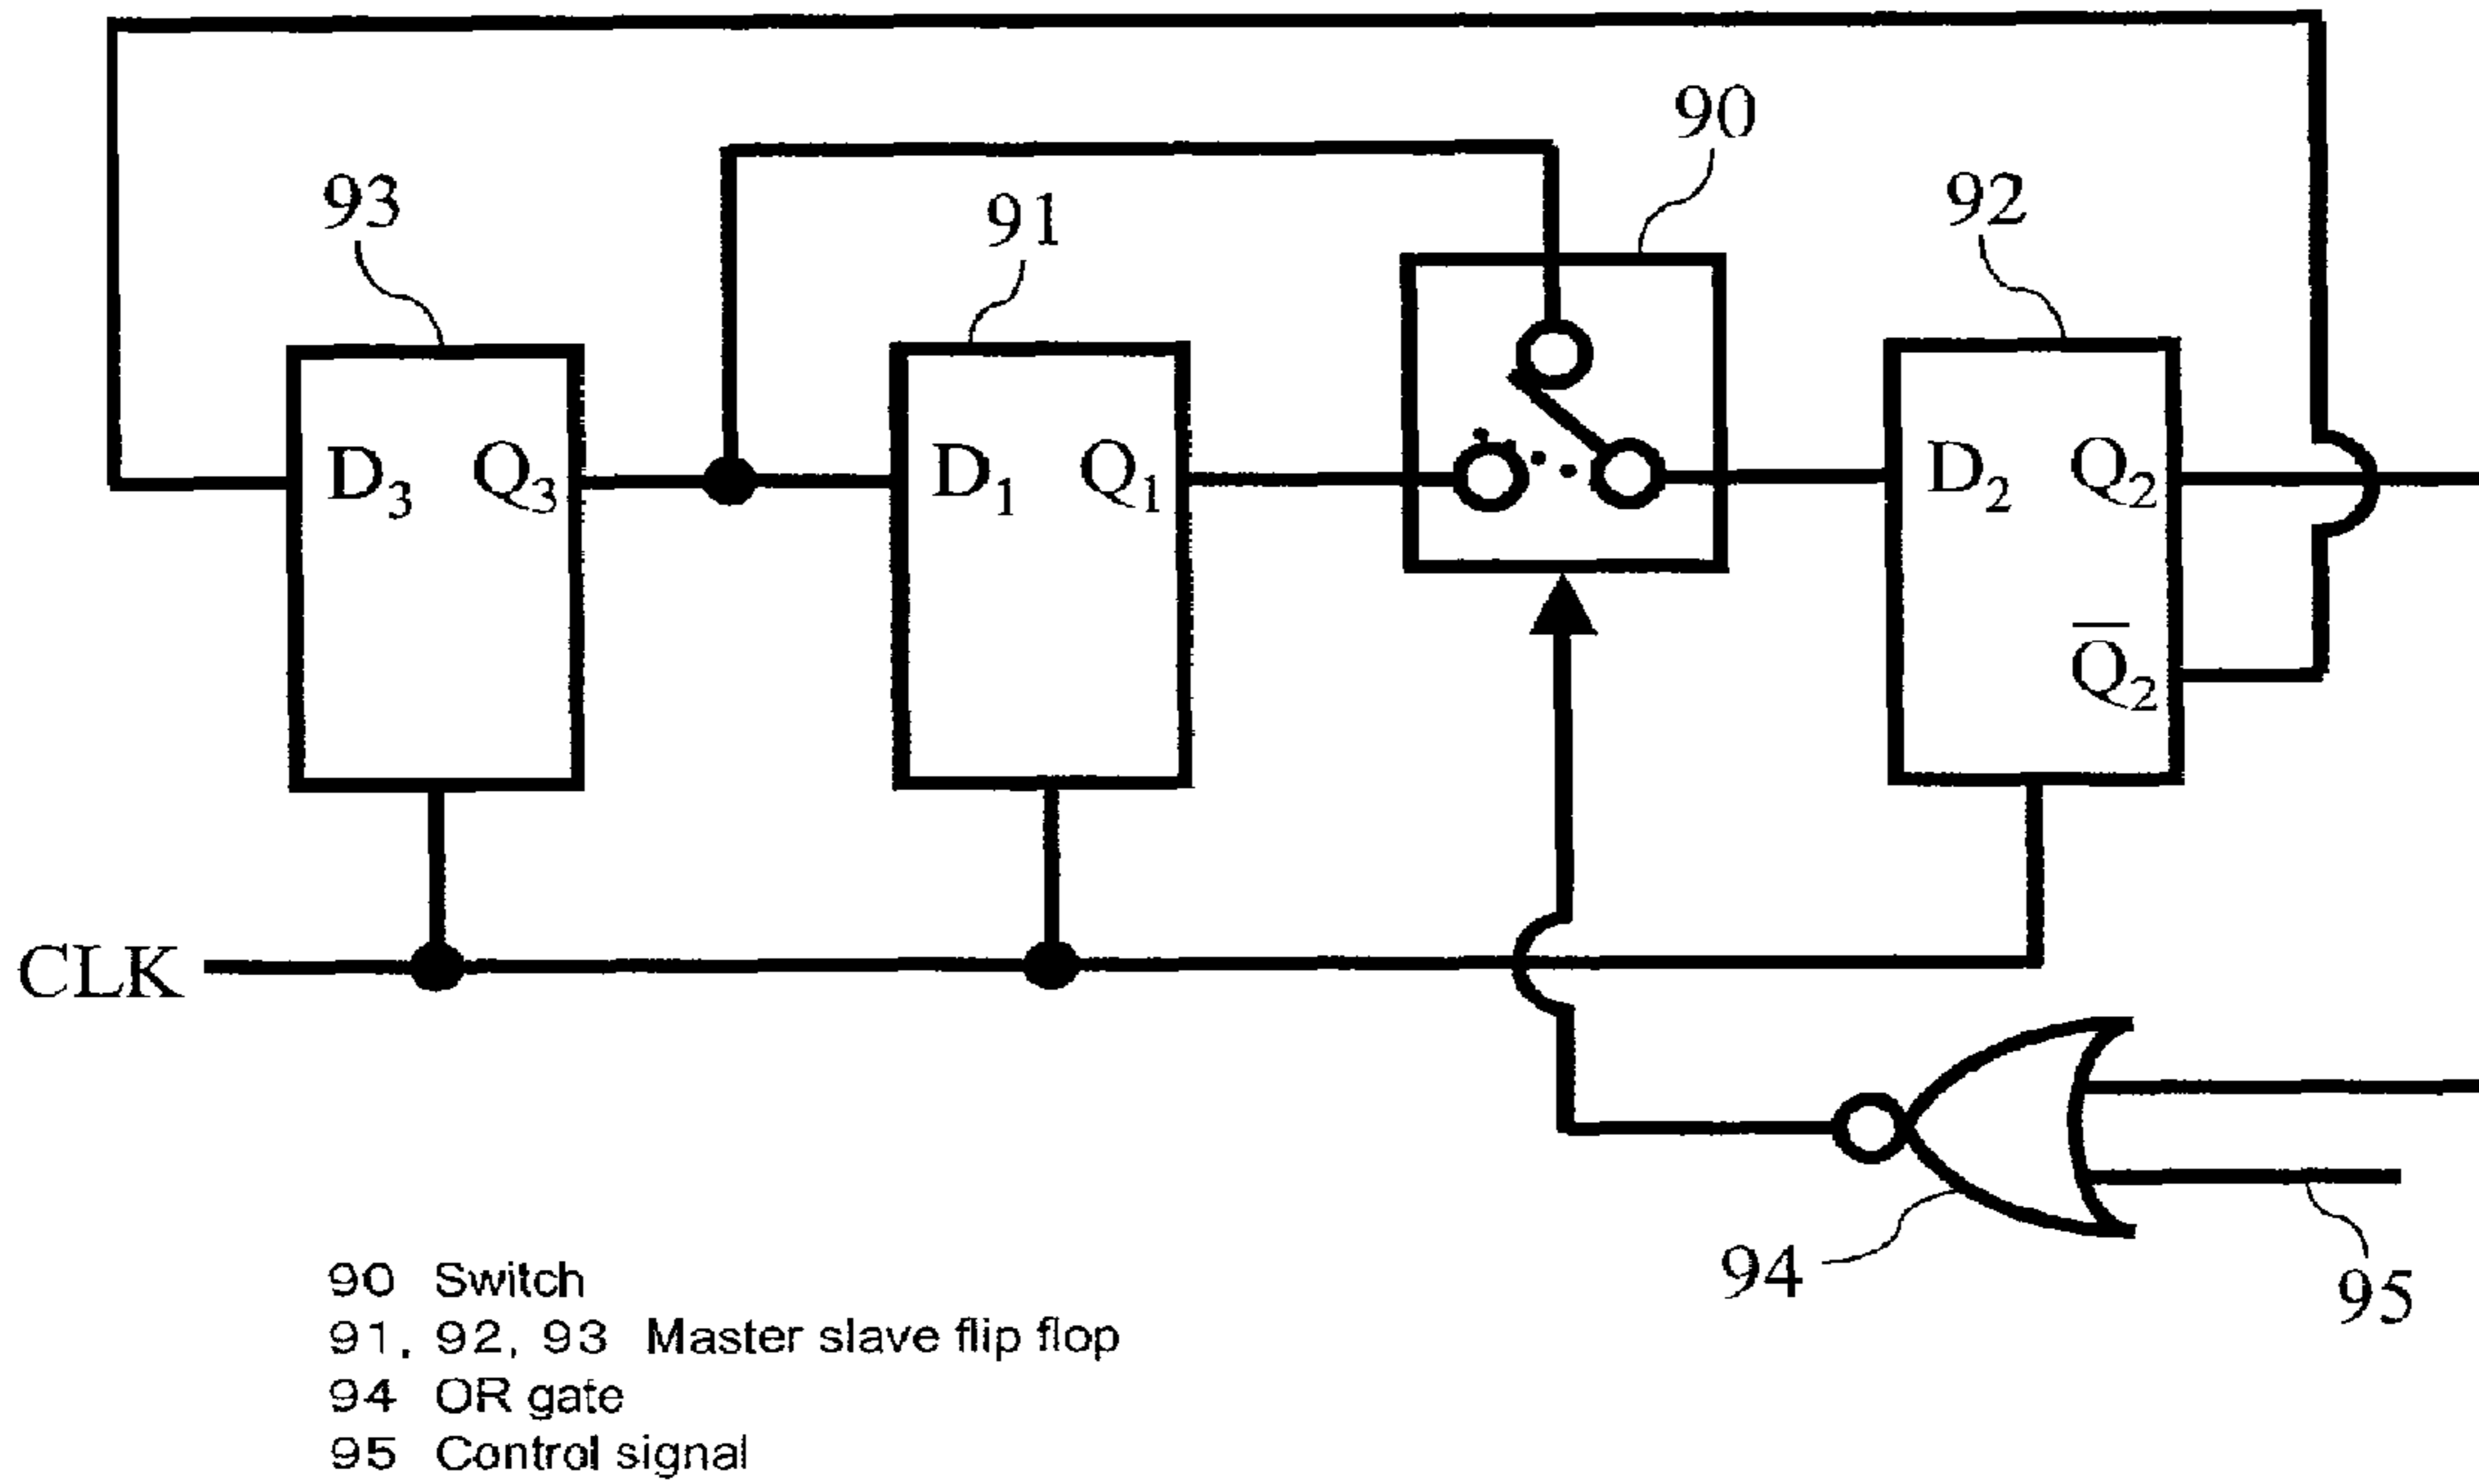 90
93
91
92
D₃ Q₃
D₁ Q₁
D₂ Q₂
Q̅₂
CLK
94
95
90 Switch
91, 92, 93 Master slave flip flop
94 OR gate
95 Control signal